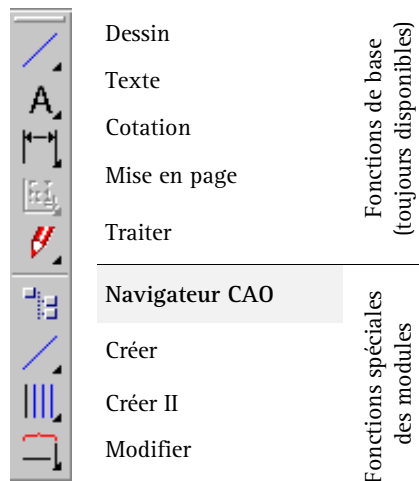 Dessin
Texte
Cotation
Mise en page
Traiter
Fonctions de base
(toujours disponibles)
Navigateur CAO
Créer
Créer II
Modifier
Fonctions spéciales
des modules